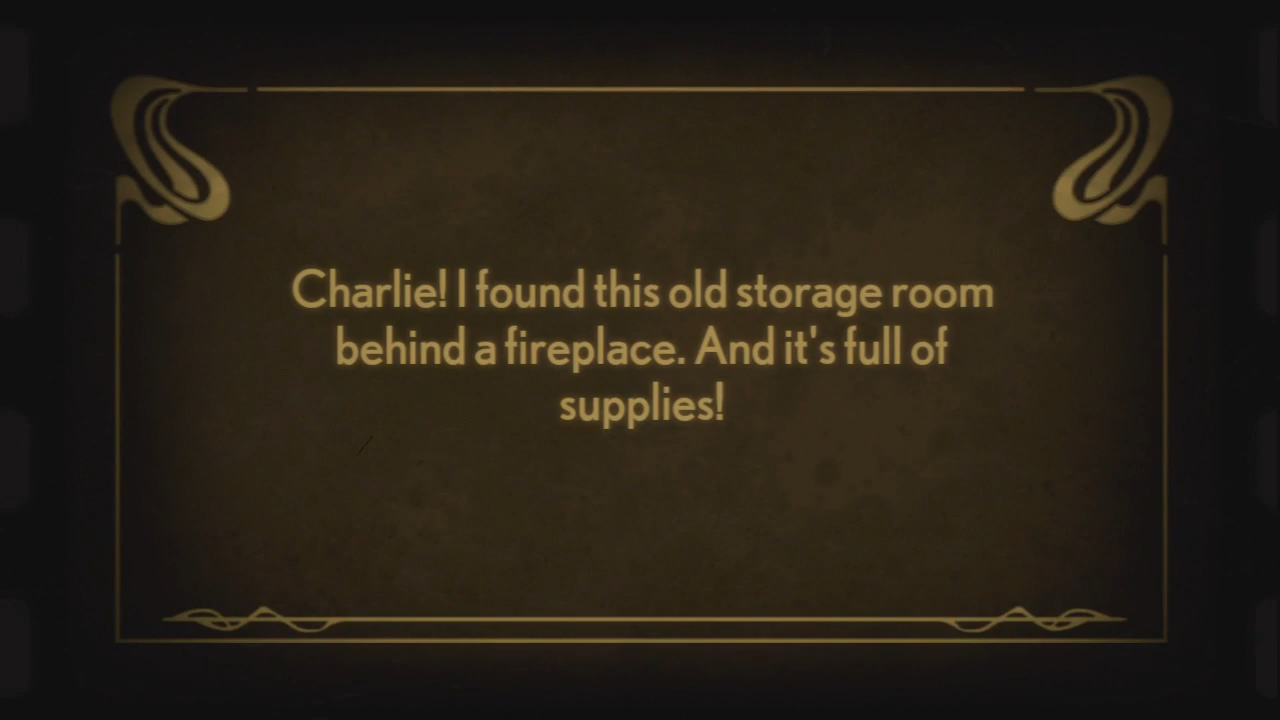 Charlie! I found this old storage room
behind a fireplace. And it's full of
supplies!